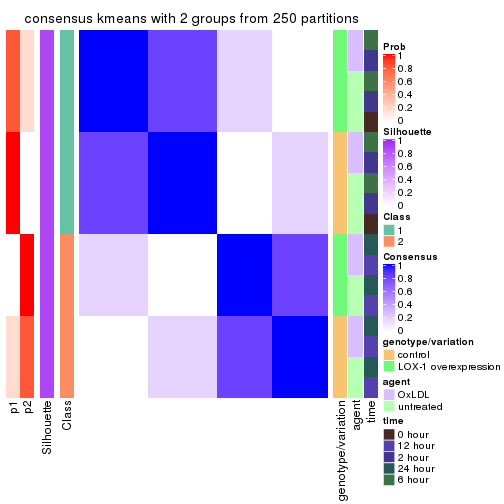 consensus kmeans with 2 groups from 250 partitions
Prob
1
0.8
0.6
0.4
0.2
0
Silhouette
1
0.8
0.6
0.4
0.2
0
Class
1
2
Consensus
1
0.8
0.6
0.4
0.2
0
genotype/variation
control
LOX-1 overexpression
agent
OxLDL
untreated
time
0 hour
12 hour
2 hour
24 hour
6 hour
p1
p2
Silhouette
Class
genotype/variation
agent
time